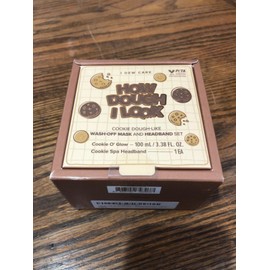 I DEW CARE
HOW
DOUGH
I LOOK
COOKIE DOUGH-LIKE
WASH-OFF MASK AND HEADBAND SET
Cookie O' Glow — 100 mL / 3.38 FL. OZ.
Cookie Spa Headband — 1 EA